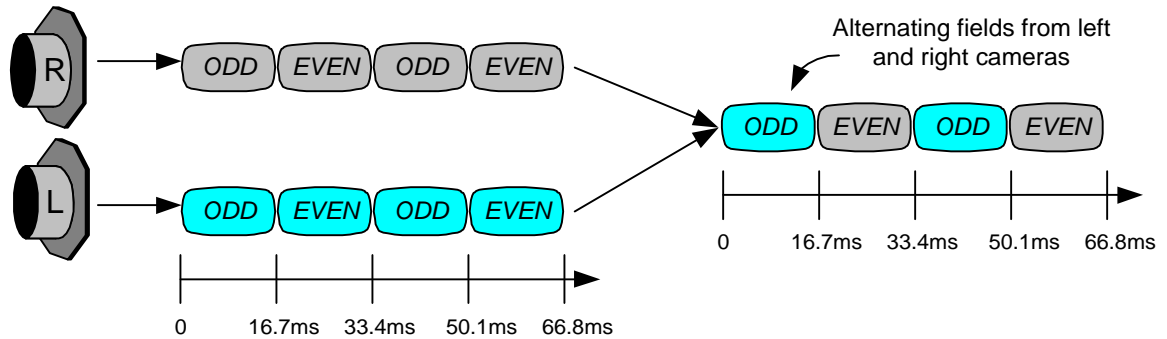 Alternating fields from left
and right cameras
R
ODD EVEN ODD EVEN
ODD EVEN ODD EVEN
L
ODD EVEN ODD EVEN
0 16.7ms 33.4ms 50.1ms 66.8ms
0 16.7ms 33.4ms 50.1ms 66.8ms